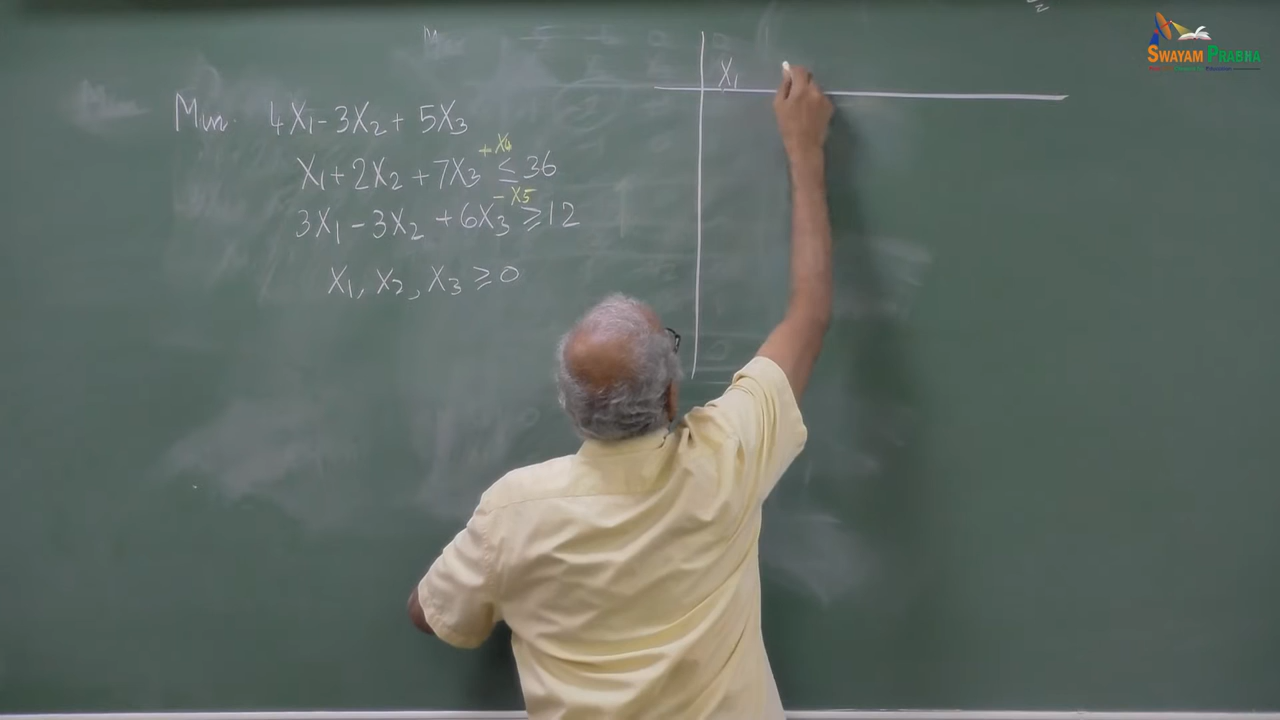 Min 4X1 - 3X2 + 5X3
X1 + 2X2 + 7X3 + X4 ≤ 36
3X1 - 3X2 + 6X3 - X5 ≥ 12
X1, X2, X3 ≥ 0
X1
SWAYAM PRABHA